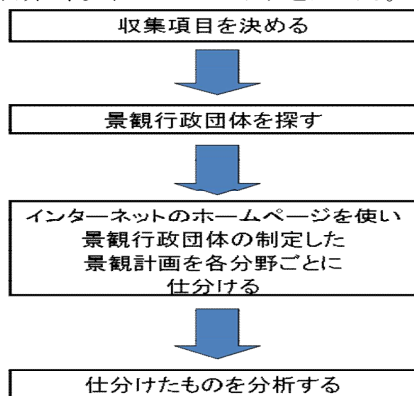 収集項目を決める
景観行政団体を探す
インターネットのホームページを使い
景観行政団体の制定した
景観計画を各分野ごとに
仕分ける
仕分けたものを分析する